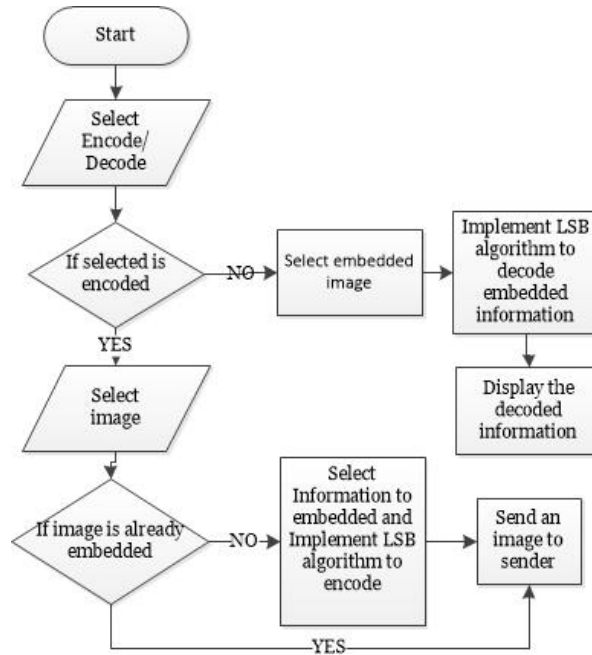 Start
Select
Encode/
Decode
If selected is
encoded
NO
Select embedded
image
Implement LSB
algorithm to
decode
embedded
information
YES
Display the
decoded
information
Select
image
If image is already
embedded
NO
Select
Information to
embedded and
Implement LSB
algorithm to
encode
Send an
image to
sender
YES